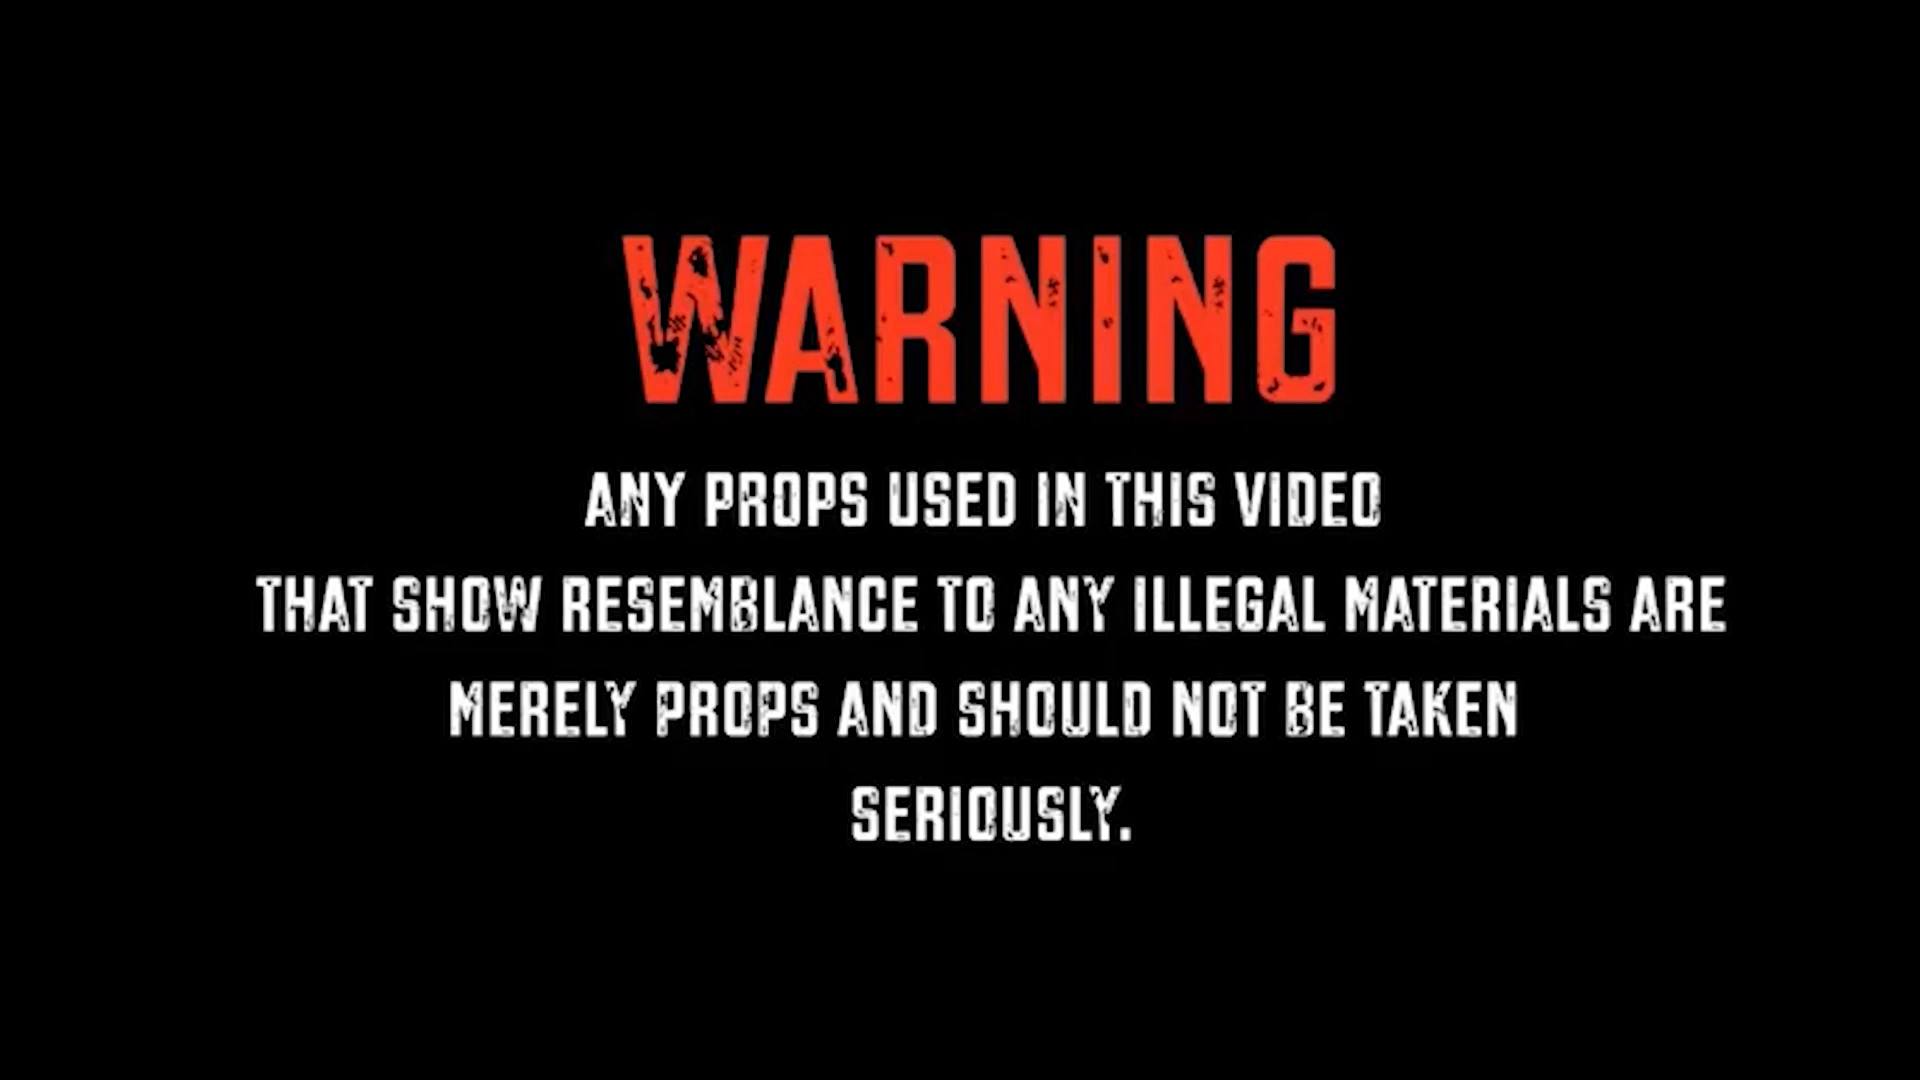 WARNING
ANY PROPS USED IN THIS VIDEO
THAT SHOW RESEMBLANCE TO ANY ILLEGAL MATERIALS ARE
MERELY PROPS AND SHOULD NOT BE TAKEN
SERIOUSLY.